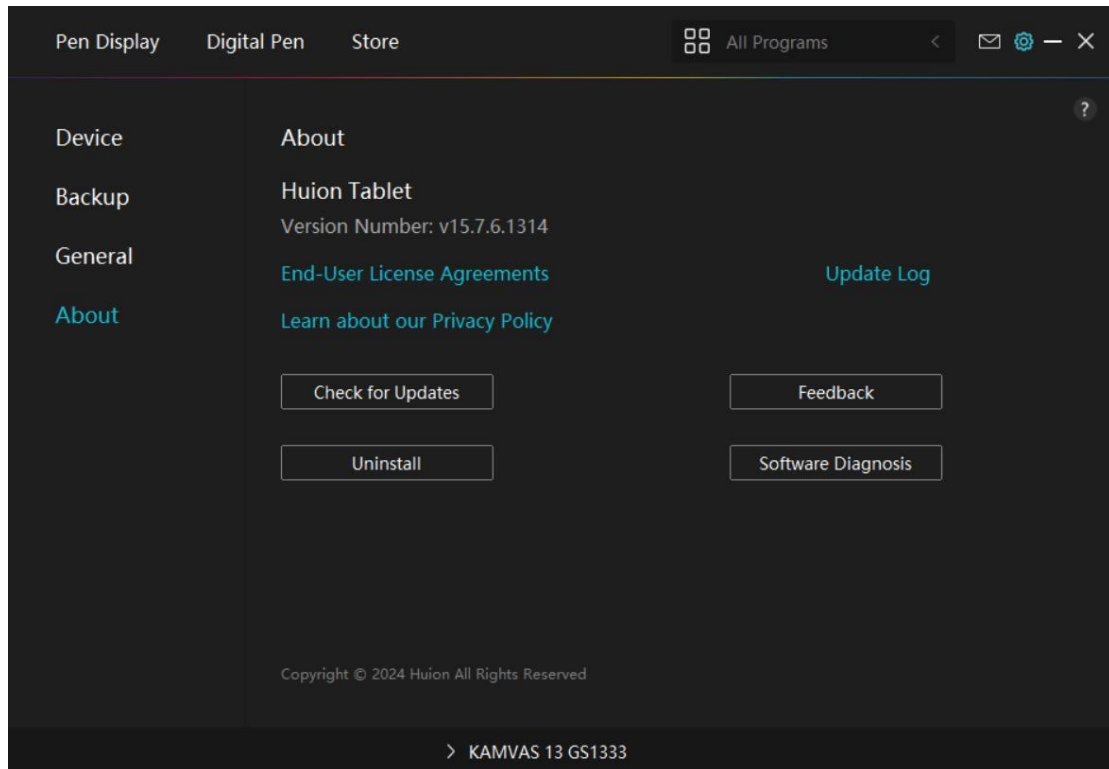 Pen Display Digital Pen Store All Programs
?
Device
Backup
General
About
About
Huion Tablet
Version Number: v15.7.6.1314
End-User License Agreements Update Log
Learn about our Privacy Policy
Check for Updates Feedback
Uninstall Software Diagnosis
Copyright © 2024 Huion All Rights Reserved
KAMVAS 13 GS1333